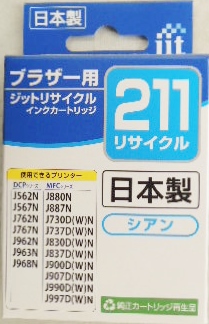 日本製
jit
ブラザー用
ジットリサイクル
インクカートリッジ
211
リサイクル
使用できるプリンター
DCPシリーズ
J562N
J567N
J762N
J767N
J962N
J963N
J968N
MFCシリーズ
J880N
J887N
J730D(W)N
J737D(W)N
J830D(W)N
J837D(W)N
J900D(W)N
J907D(W)N
J990D(W)N
J997D(W)N
日本製
シアン
純正カートリッジ再生品